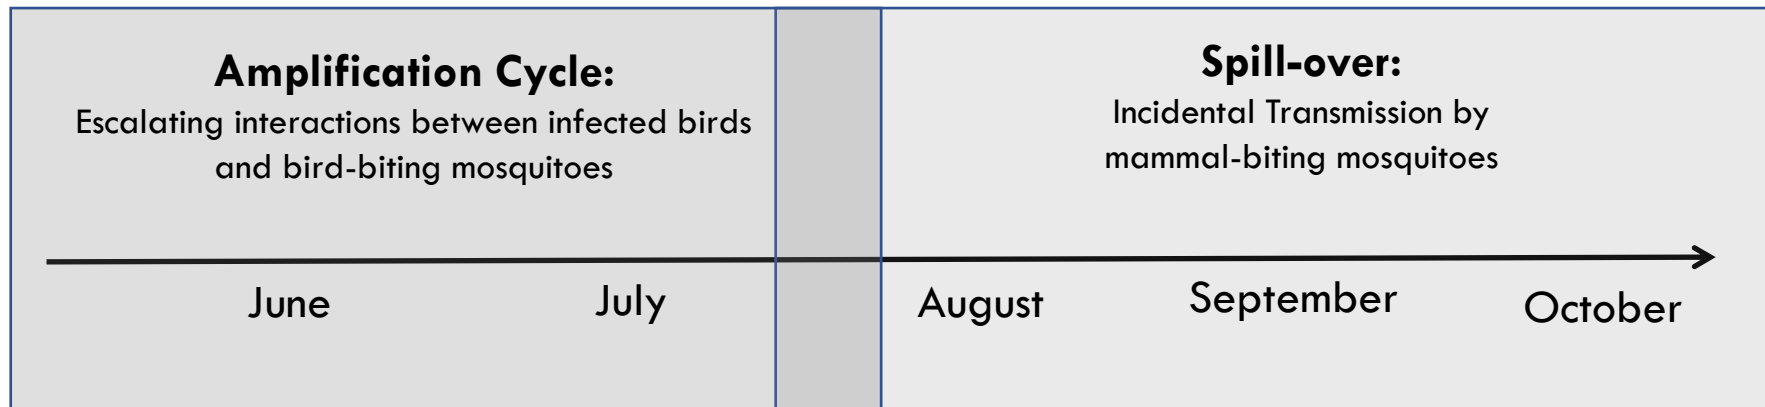 Amplification Cycle:
Escalating interactions between infected birds
and bird-biting mosquitoes
Spill-over:
Incidental Transmission by
mammal-biting mosquitoes
June
July
August
September
October